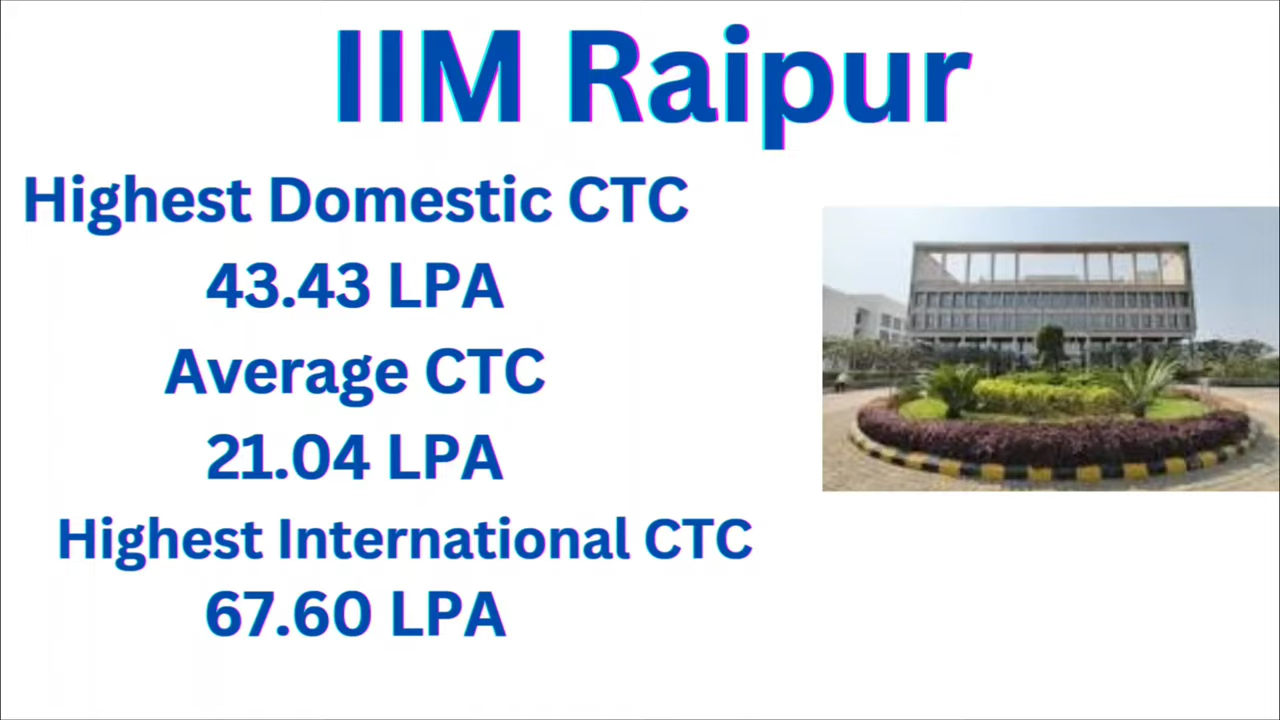 IIM Raipur
Highest Domestic CTC
43.43 LPA
Average CTC
21.04 LPA
Highest International CTC
67.60 LPA